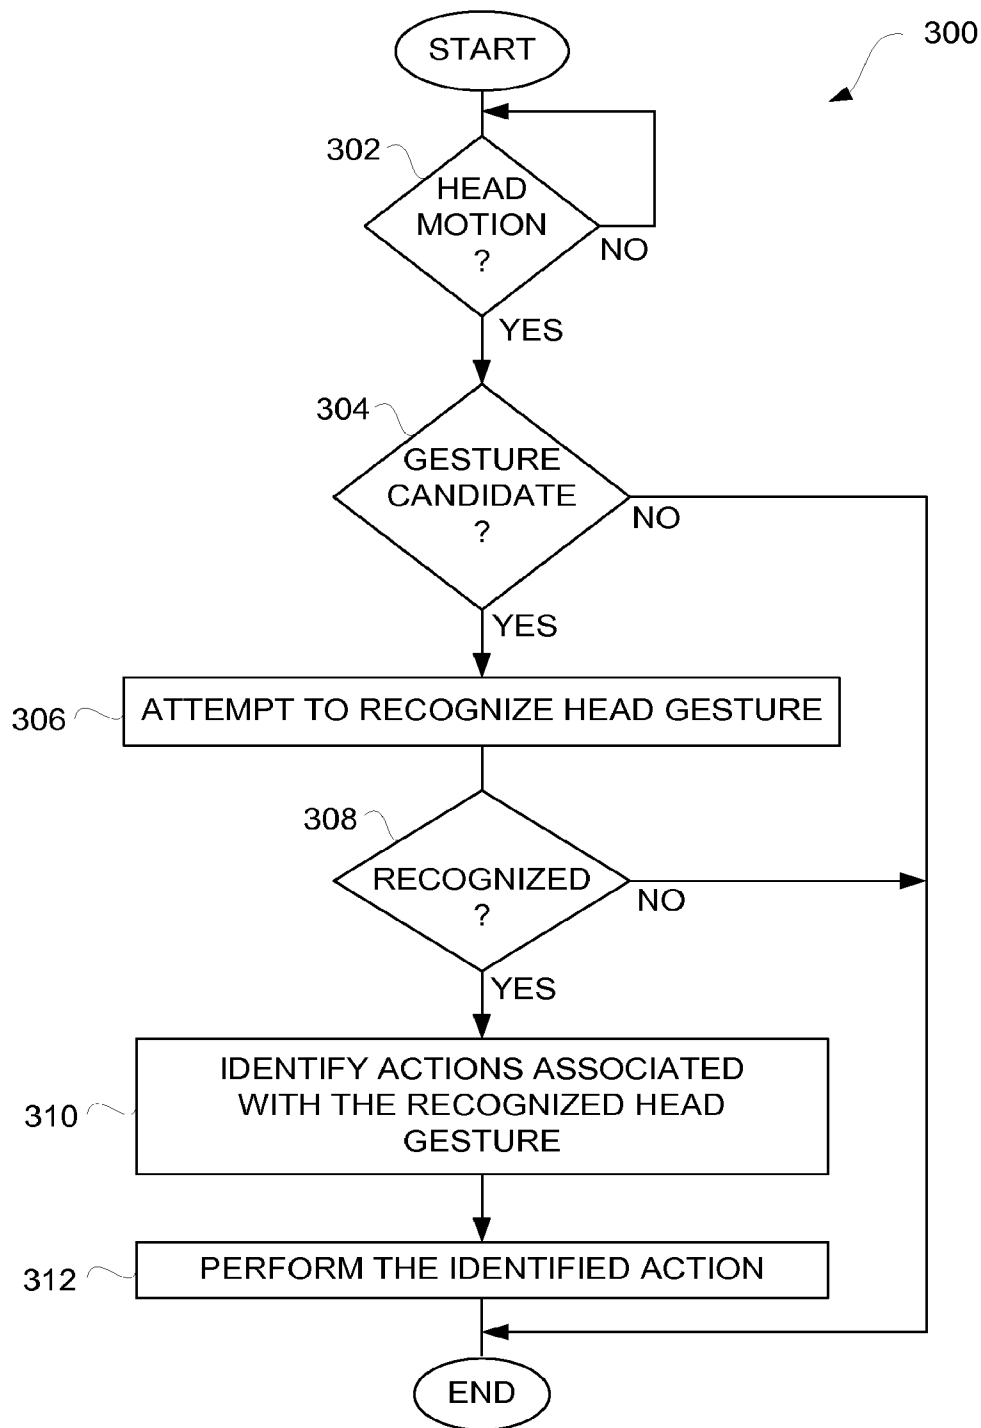 START
300
302
HEAD
MOTION
?
NO
YES
304
GESTURE
CANDIDATE
?
NO
YES
306
ATTEMPT TO RECOGNIZE HEAD GESTURE
308
RECOGNIZED
?
NO
YES
310
IDENTIFY ACTIONS ASSOCIATED
WITH THE RECOGNIZED HEAD
GESTURE
312
PERFORM THE IDENTIFIED ACTION
END